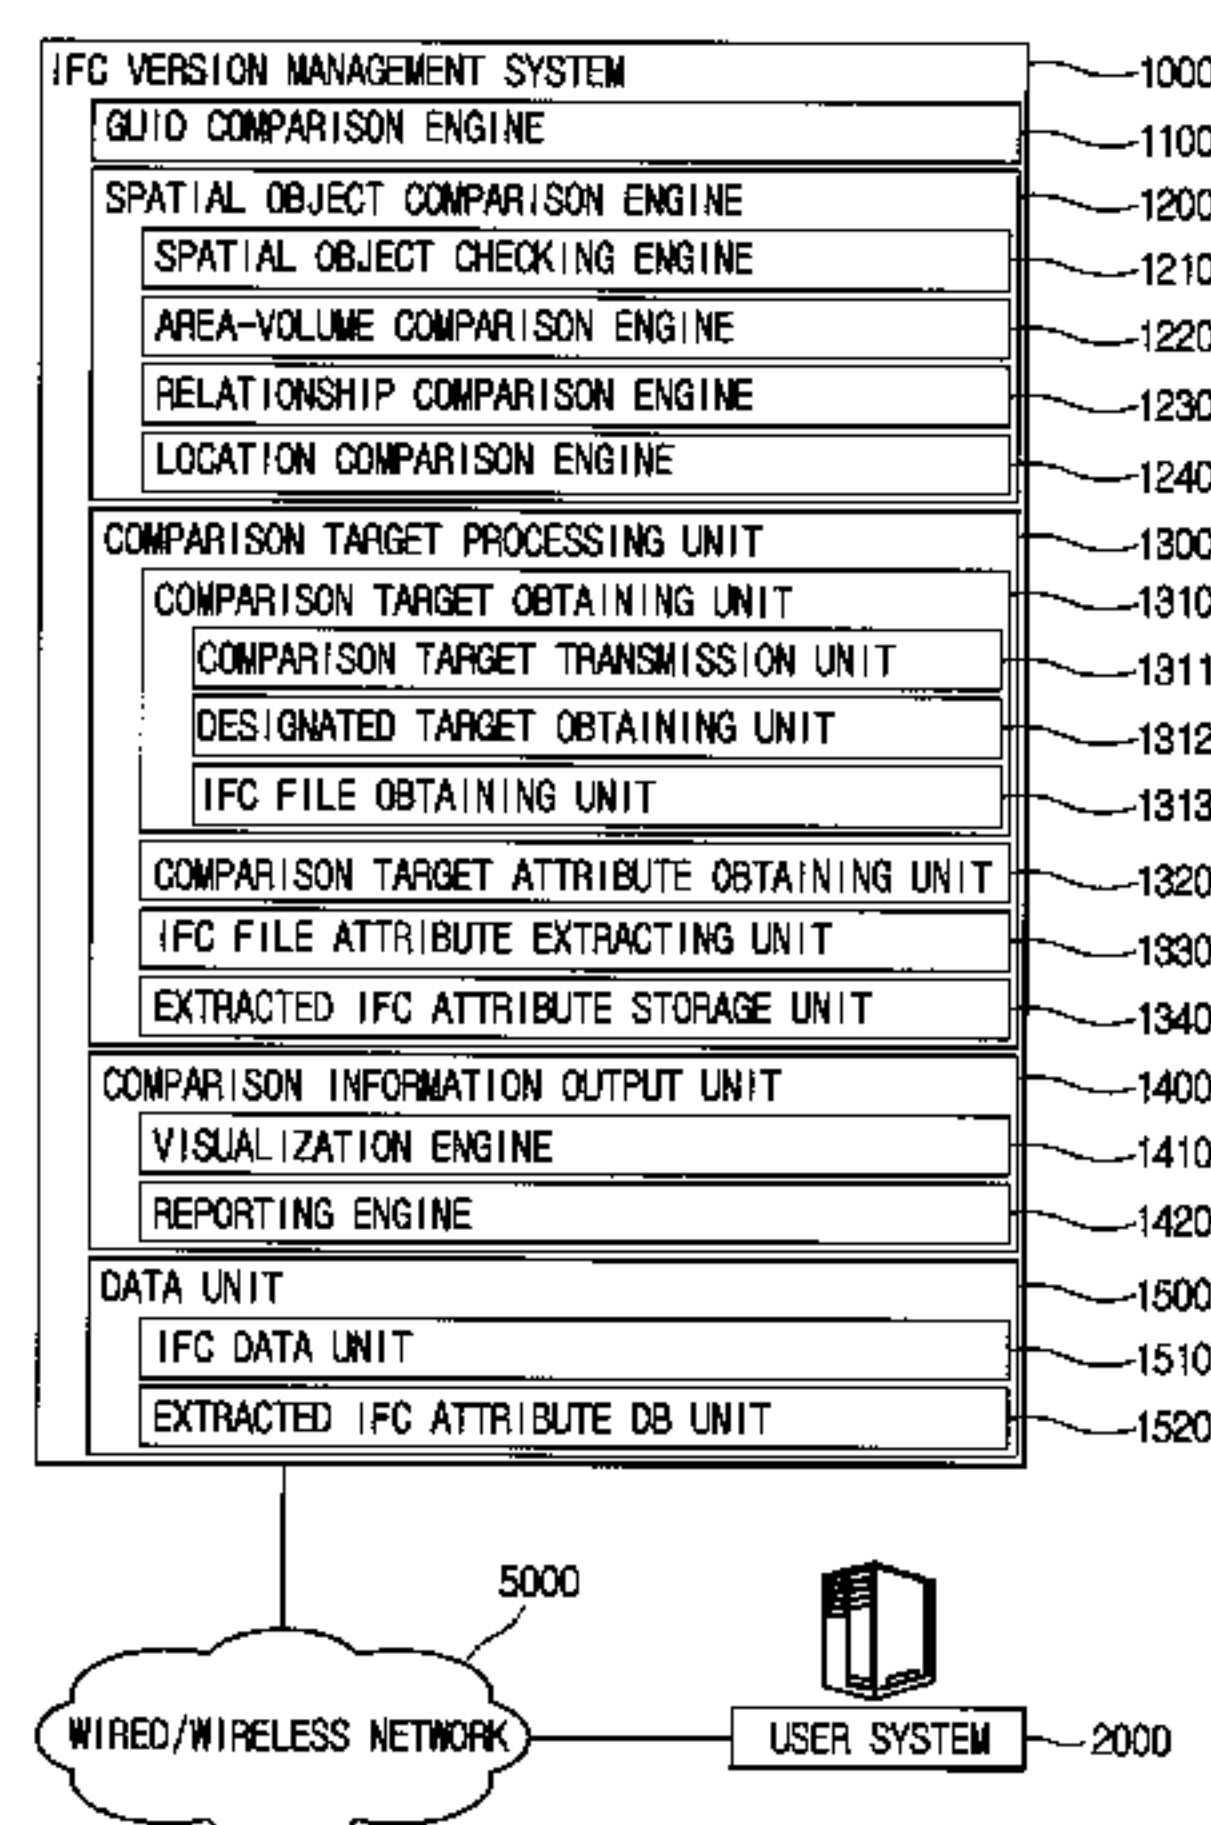 IFC VERSION MANAGEMENT SYSTEM 1000
GUID COMPARISON ENGINE 1100
SPATIAL OBJECT COMPARISON ENGINE 1200
SPATIAL OBJECT CHECKING ENGINE 1210
AREA-VOLUME COMPARISON ENGINE 1220
RELATIONSHIP COMPARISON ENGINE 1230
LOCATION COMPARISON ENGINE 1240
COMPARISON TARGET PROCESSING UNIT 1300
COMPARISON TARGET OBTAINING UNIT 1310
COMPARISON TARGET TRANSMISSION UNIT 1311
DESIGNATED TARGET OBTAINING UNIT 1312
IFC FILE OBTAINING UNIT 1313
COMPARISON TARGET ATTRIBUTE OBTAINING UNIT 1320
IFC FILE ATTRIBUTE EXTRACTING UNIT 1330
EXTRACTED IFC ATTRIBUTE STORAGE UNIT 1340
COMPARISON INFORMATION OUTPUT UNIT 1400
VISUALIZATION ENGINE 1410
REPORTING ENGINE 1420
DATA UNIT 1500
IFC DATA UNIT 1510
EXTRACTED IFC ATTRIBUTE DB UNIT 1520
5000
WIRED/WIRELESS NETWORK
USER SYSTEM 2000